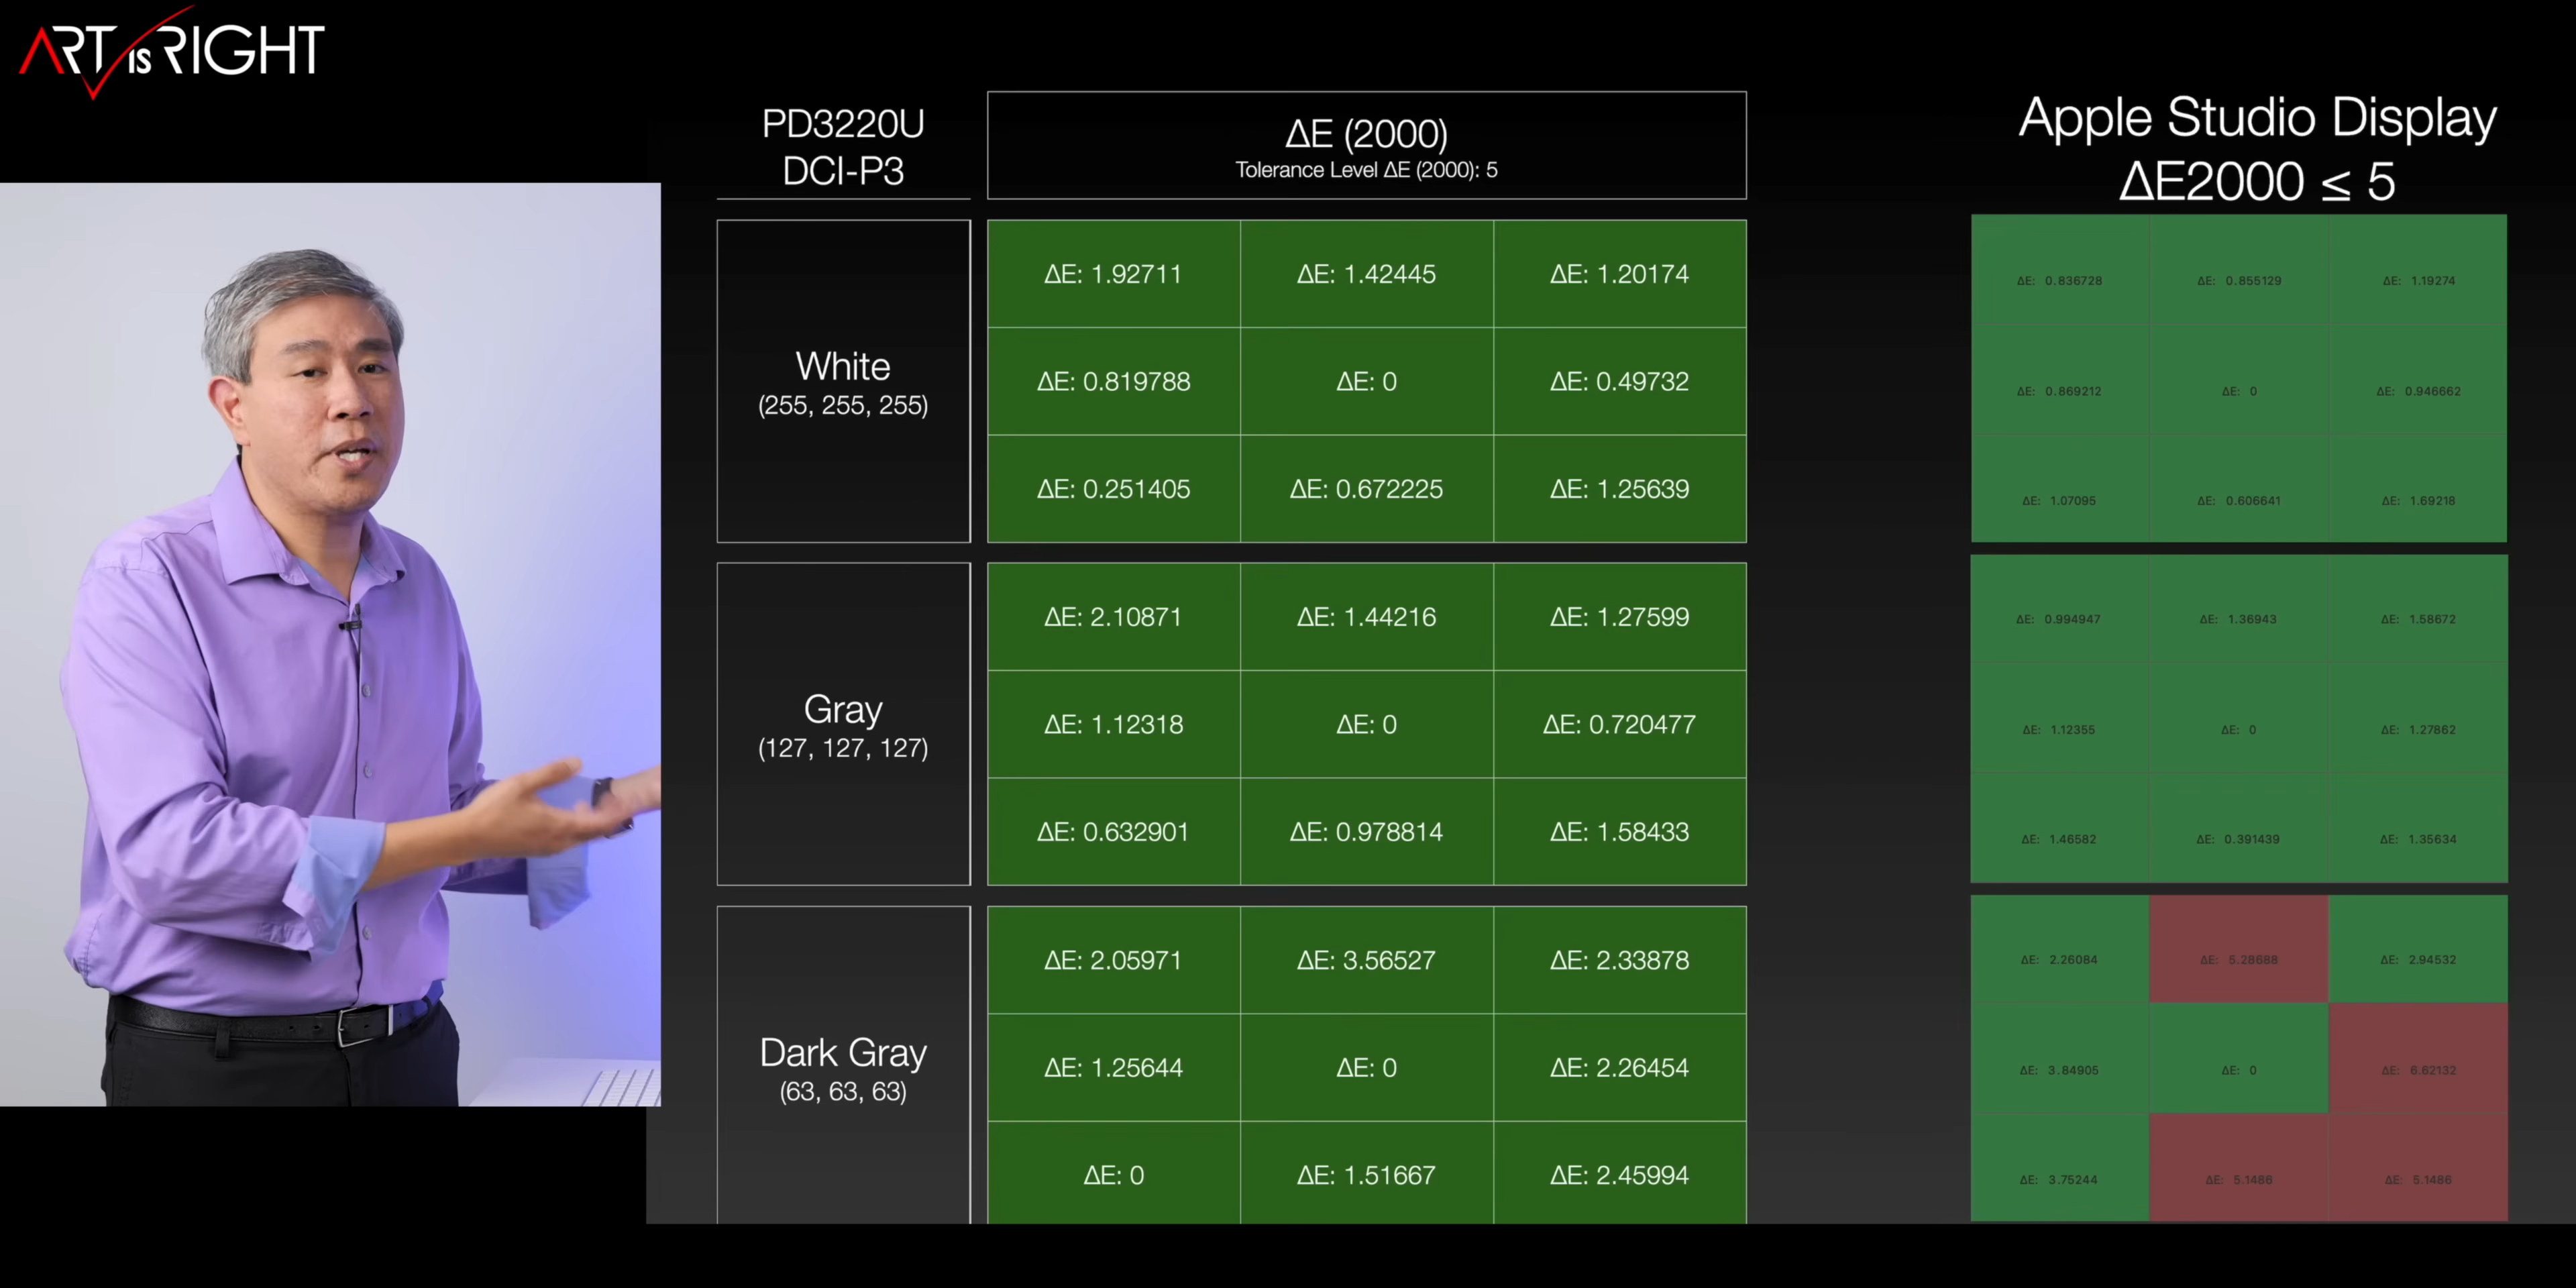 ART is RIGHT
PD3220U
DCI-P3
ΔE (2000)
Tolerance Level ΔE (2000): 5
Apple Studio Display
ΔE2000 ≤ 5
White
(255, 255, 255)
ΔE: 1.92711 ΔE: 1.42445 ΔE: 1.20174
ΔE: 0.819788 ΔE: 0 ΔE: 0.49732
ΔE: 0.251405 ΔE: 0.672225 ΔE: 1.25639
ΔE: 0.836728 ΔE: 0.855129 ΔE: 1.19274
ΔE: 0.869212 ΔE: 0 ΔE: 0.946662
ΔE: 1.07095 ΔE: 0.606641 ΔE: 1.69218
Gray
(127, 127, 127)
ΔE: 2.10871 ΔE: 1.44216 ΔE: 1.27599
ΔE: 1.12318 ΔE: 0 ΔE: 0.720477
ΔE: 0.632901 ΔE: 0.978814 ΔE: 1.58433
ΔE: 0.994947 ΔE: 1.36943 ΔE: 1.58672
ΔE: 1.12355 ΔE: 0 ΔE: 1.27862
ΔE: 1.46582 ΔE: 0.391439 ΔE: 1.35634
Dark Gray
(63, 63, 63)
ΔE: 2.05971 ΔE: 3.56527 ΔE: 2.33878
ΔE: 1.25644 ΔE: 0 ΔE: 2.26454
ΔE: 0 ΔE: 1.51667 ΔE: 2.45994
ΔE: 2.26084 ΔE: 5.28688 ΔE: 2.94532
ΔE: 3.84905 ΔE: 0 ΔE: 6.62132
ΔE: 3.75244 ΔE: 5.1486 ΔE: 5.1486